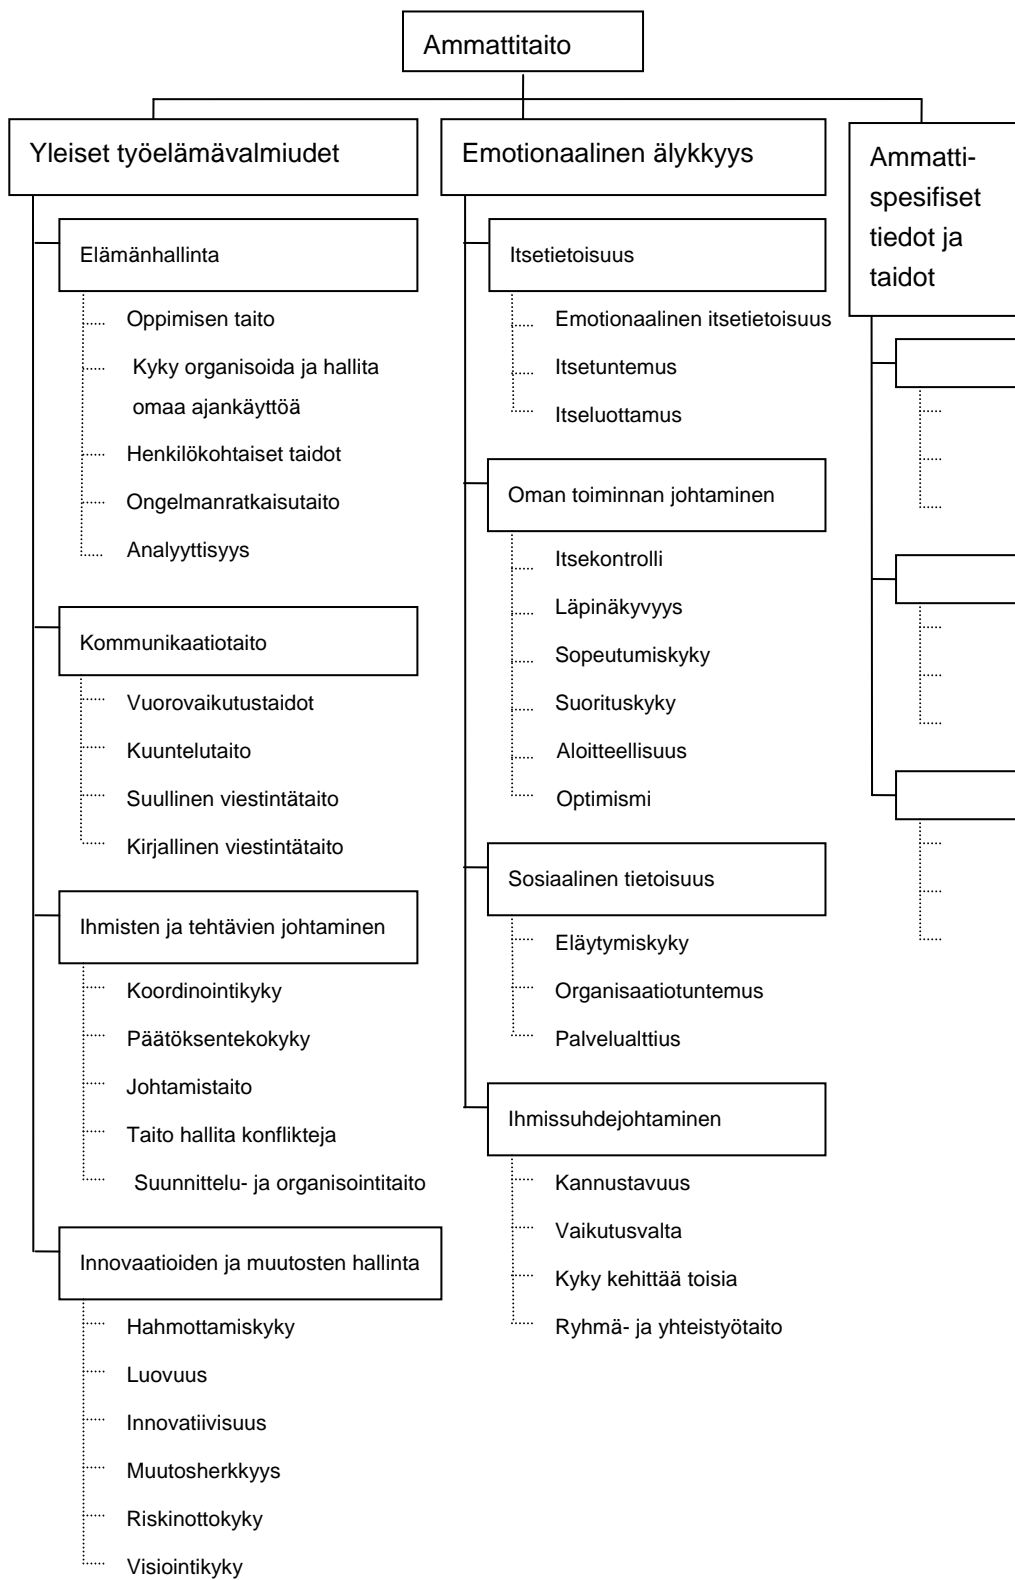 Ammattitaito
Yleiset työelämävalmiudet
Elämänhallinta
Oppimisen taito
Kyky organisoida ja hallita
omaa ajankäyttöä
Henkilökohtaiset taidot
Ongelmanratkaisutaito
Analyyttisyys
Kommunikaatiotaito
Vuorovaikutustaidot
Kuuntelutaito
Suullinen viestintätaito
Kirjallinen viestintätaito
Ihmisten ja tehtävien johtaminen
Koordinointikyky
Päätöksentekokyky
Johtamistaito
Taito hallita konflikteja
Suunnittelu- ja organisointitaito
Innovaatioiden ja muutosten hallinta
Hahmottamiskyky
Luovuus
Innovatiivisuus
Muutosherkkyys
Riskinottokyky
Visiointikyky
Emotionaalinen älykkyys
Itsetietoisuus
Emotionaalinen itsetietoisuus
Itsetuntemus
Itseluottamus
Oman toiminnan johtaminen
Itsekontrolli
Läpinäkyvyys
Sopeutumiskyky
Suorituskyky
Aloitteellisuus
Optimismi
Sosiaalinen tietoisuus
Eläytymiskyky
Organisaatiotuntemus
Palvelualttius
Ihmissuhdejohtaminen
Kannustavuus
Vaikutusvalta
Kyky kehittää toisia
Ryhmä- ja yhteistyötaito
Ammatti-
spesifiset
tiedot ja
taidot